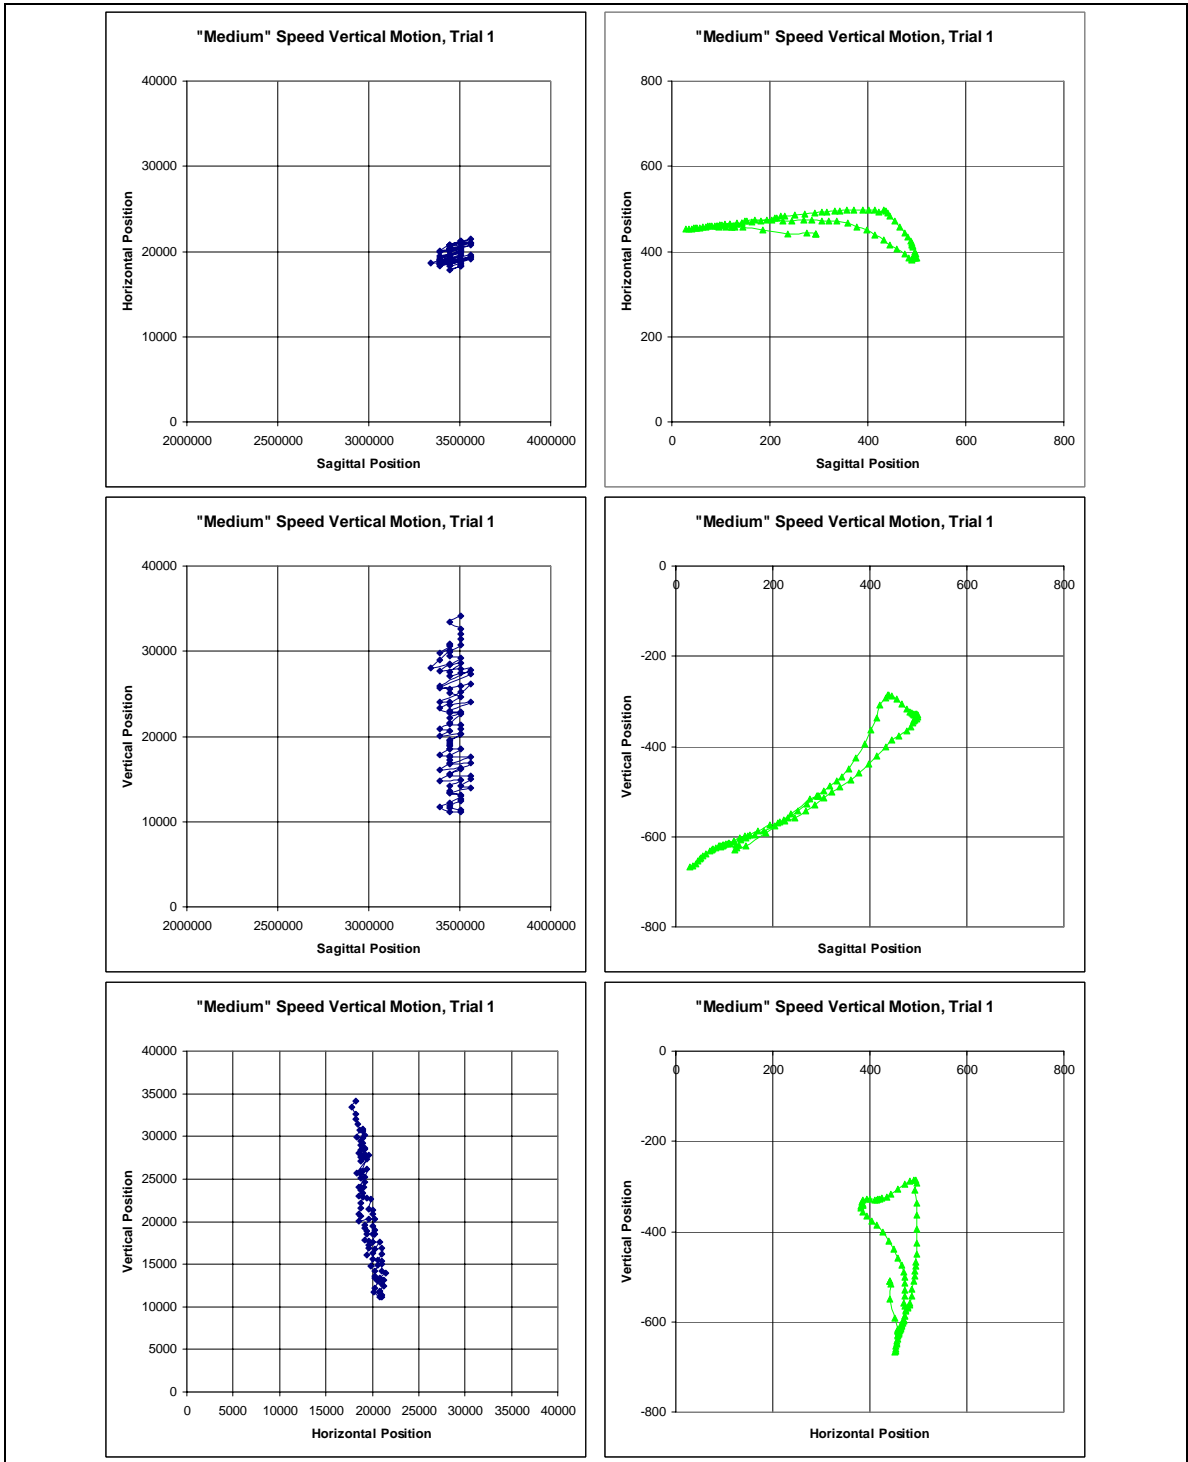 "Medium" Speed Vertical Motion, Trial 1
40000
30000
20000
10000
0
2000000 2500000 3000000 3500000 4000000
Horizontal Position
Sagittal Position
"Medium" Speed Vertical Motion, Trial 1
800
600
400
200
0
0 200 400 600 800
Horizontal Position
Sagittal Position
"Medium" Speed Vertical Motion, Trial 1
40000
30000
20000
10000
0
2000000 2500000 3000000 3500000 4000000
Vertical Position
Sagittal Position
"Medium" Speed Vertical Motion, Trial 1
0
0 200 400 600 800
-200
-400
-600
-800
Vertical Position
Sagittal Position
"Medium" Speed Vertical Motion, Trial 1
40000
35000
30000
25000
20000
15000
10000
5000
0
0 5000 10000 15000 20000 25000 30000 35000 40000
Vertical Position
Horizontal Position
"Medium" Speed Vertical Motion, Trial 1
0
0 200 400 600 800
-200
-400
-600
-800
Vertical Position
Horizontal Position